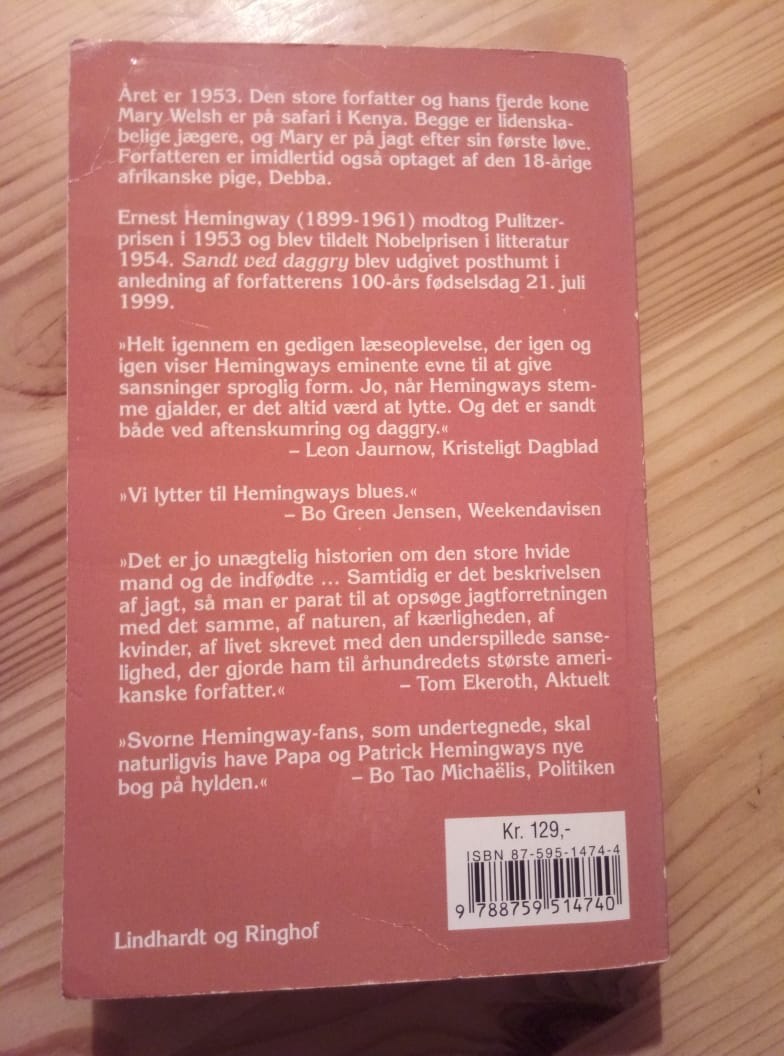 Året er 1953. Den store forfatter og hans fjerde kone
Mary Welsh er på safari i Kenya. Begge er lidenska-
belige jægere, og Mary er på jagt efter sin første løve.
Forfatteren er imidlertid også optaget af den 18-årige
afrikanske pige, Debba.
Ernest Hemingway (1899-1961) modtog Pulitzer-
prisen i 1953 og blev tildelt Nobelprisen i litteratur
1954. Sandt ved daggry blev udgivet posthumt i
anledning af forfatterens 100-års fødselsdag 21. juli
1999.
»Helt igennem en gedigen læseoplevelse, der igen og
igen viser Hemingways eminente evne til at give
sansninger sproglig form. Jo, når Hemingways stem-
me gjalder, er det altid værd at lytte. Og det er sandt
både ved aftenskumring og daggry.«
– Leon Jaurnow, Kristeligt Dagblad
»Vi lytter til Hemingways blues.«
– Bo Green Jensen, Weekendavisen
»Det er jo unægtelig historien om den store hvide
mand og de indfødte ... Samtidig er det beskrivelsen
af jagt, så man er parat til at opsøge jagtforretningen
med det samme, af naturen, af kærligheden, af
kvinder, af livet skrevet med den underspillede sanse-
lighed, der gjorde ham til århundredets største ameri-
kanske forfatter.« – Tom Ekeroth, Aktuelt
»Svorne Hemingway-fans, som undertegnede, skal
naturligvis have Papa og Patrick Hemingways nye
bog på hylden.« – Bo Tao Michaëlis, Politiken
Kr. 129,-
ISBN 87-595-1474-4
9 788759 514740
Lindhardt og Ringhof